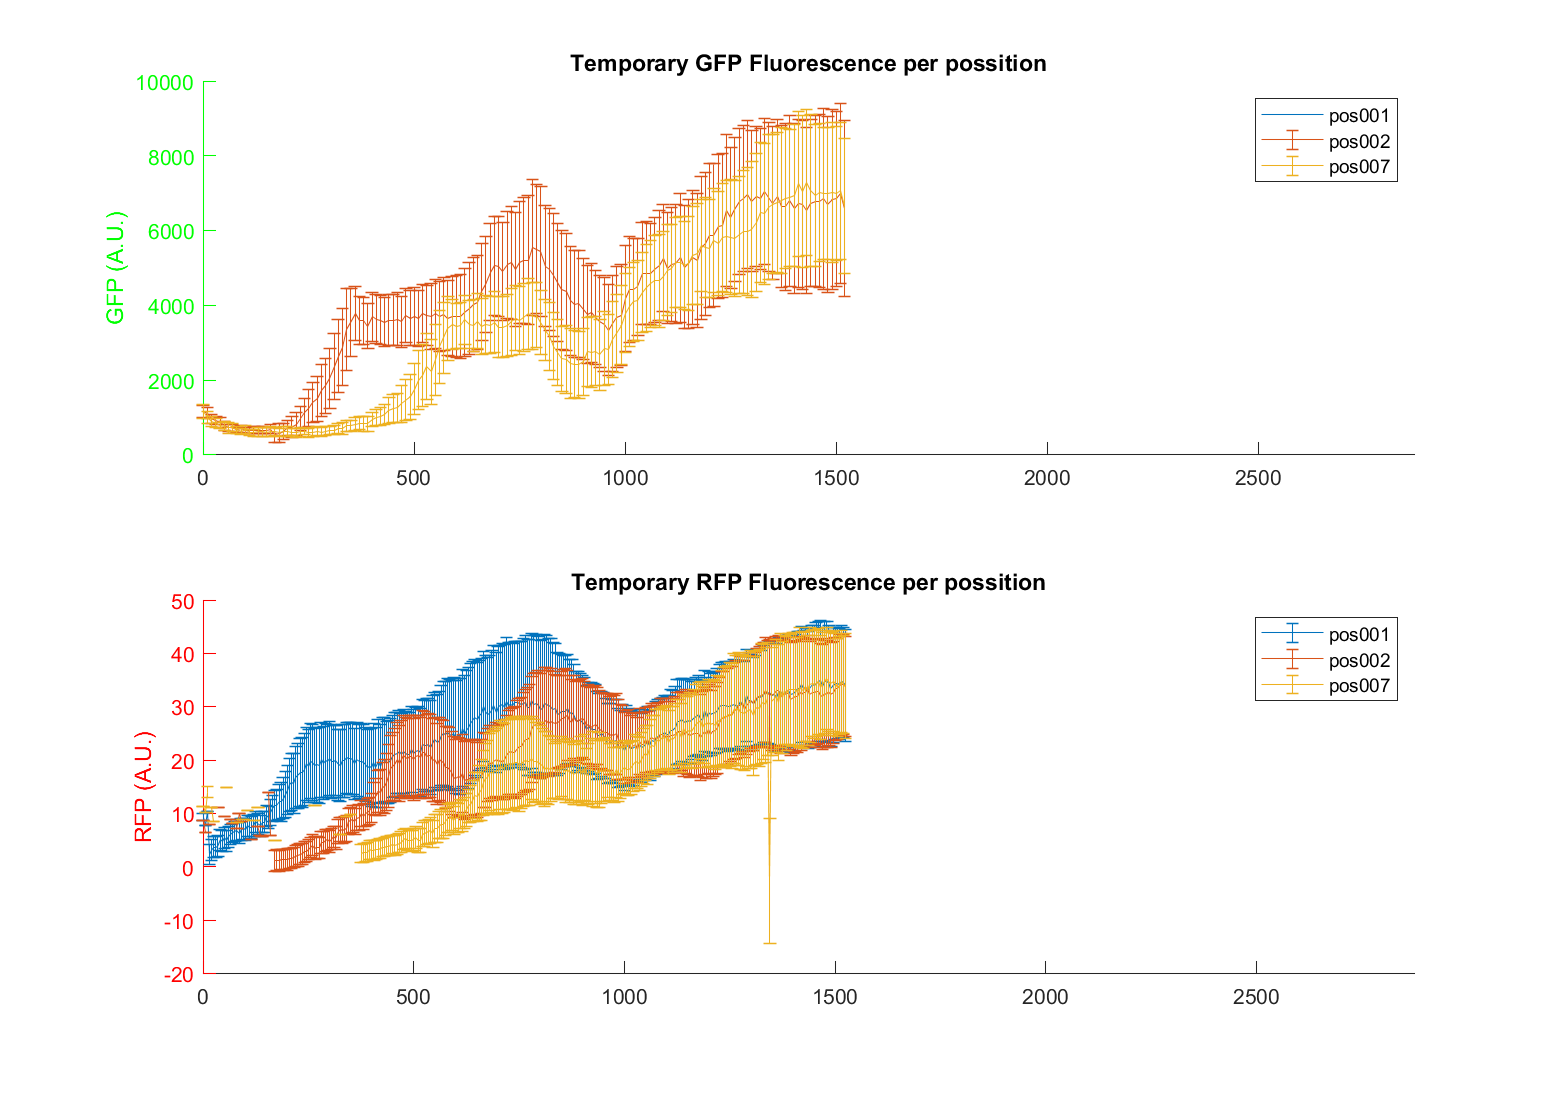 Temporary GFP Fluorescence per possition
10000
8000
6000
4000
2000
0
GFP (A.U.)
0 500 1000 1500 2000 2500
pos001
pos002
pos007
Temporary RFP Fluorescence per possition
50
40
30
20
10
0
-10
-20
RFP (A.U.)
0 500 1000 1500 2000 2500
pos001
pos002
pos007